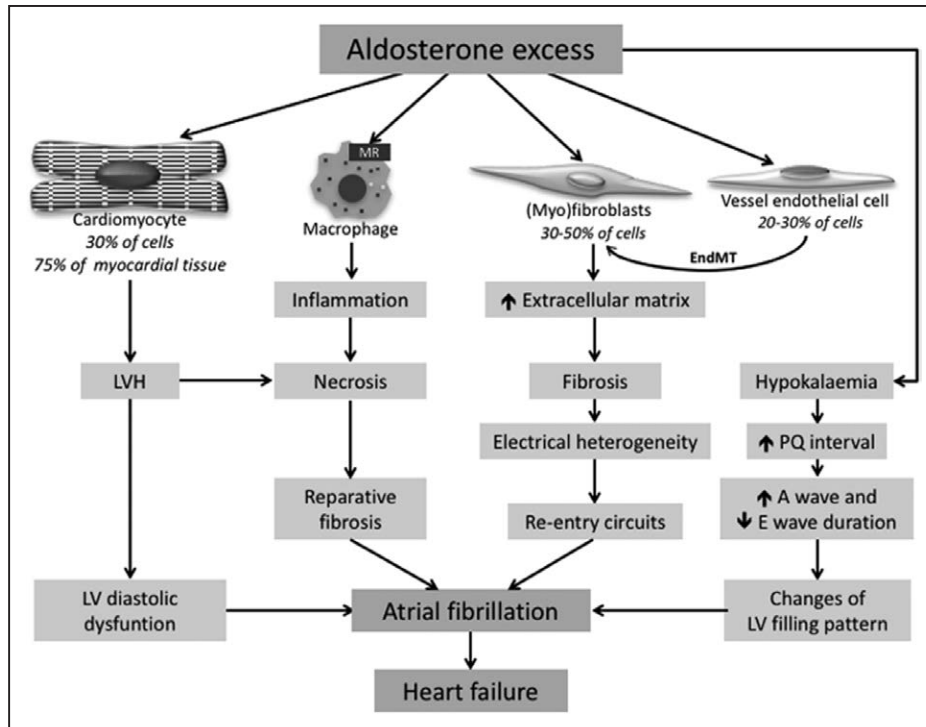 Aldosterone excess
MR
Cardiomyocyte
30% of cells
75% of myocardial tissue
Macrophage
(Myo)fibroblasts
30-50% of cells
Vessel endothelial cell
20-30% of cells
EndMT
Inflammation
↑ Extracellular matrix
LVH
Necrosis
Fibrosis
Hypokalaemia
Electrical heterogeneity
↑ PQ interval
Reparative
fibrosis
Re-entry circuits
↑ A wave and
↓ E wave duration
LV diastolic
dysfuntion
Atrial fibrillation
Changes of
LV filling pattern
Heart failure